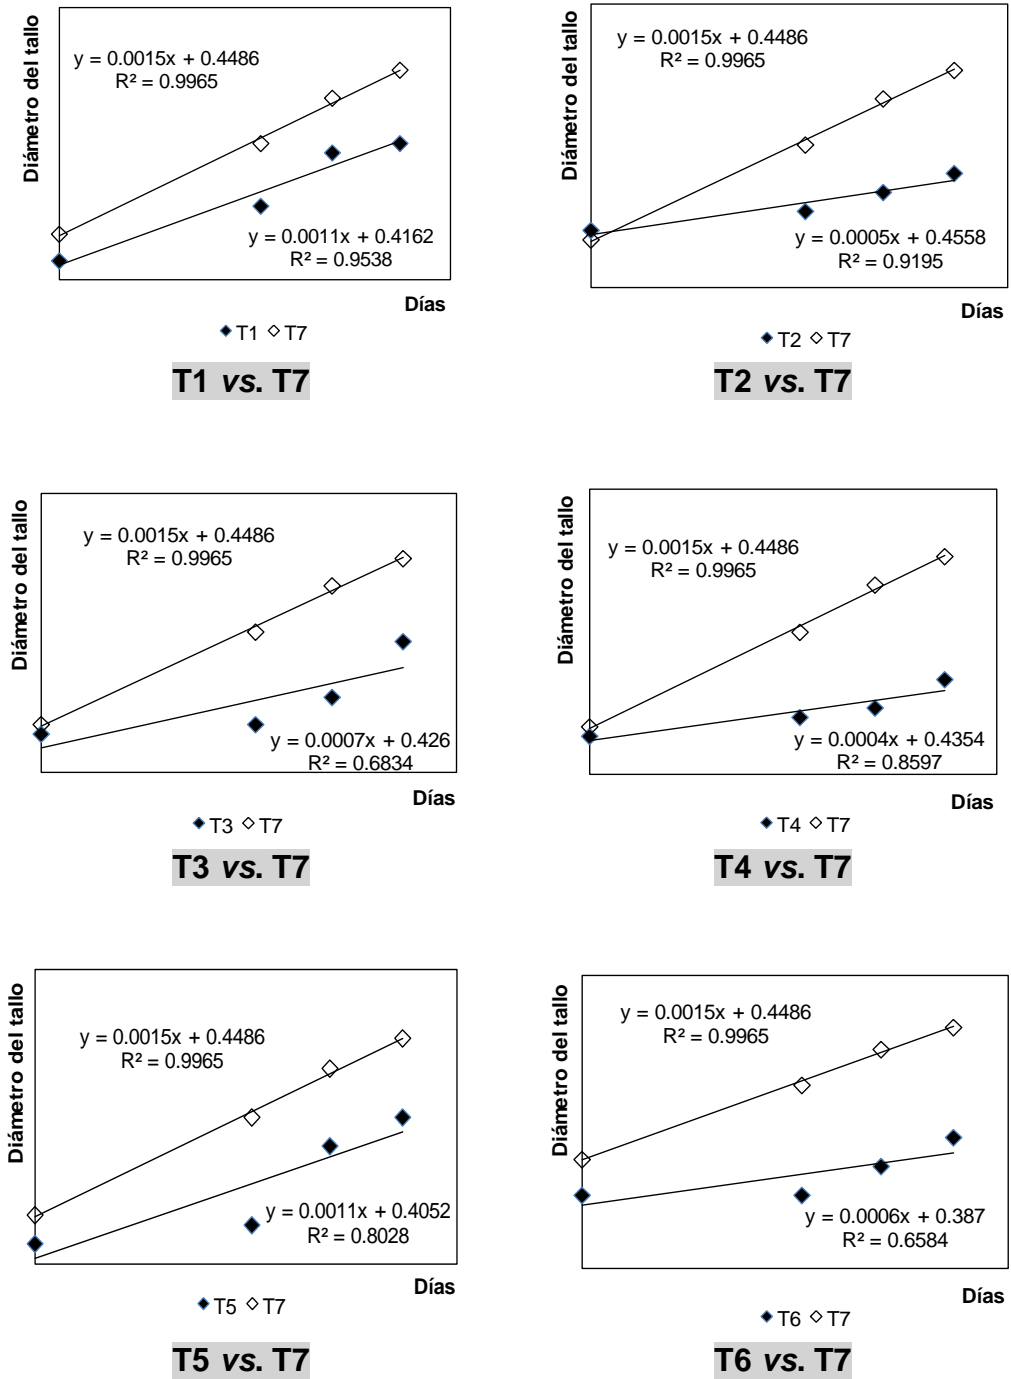 Diámetro del tallo
y = 0.0015x + 0.4486
R² = 0.9965
y = 0.0011x + 0.4162
R² = 0.9538
Días
T1 T7
T1 vs. T7
Diámetro del tallo
y = 0.0015x + 0.4486
R² = 0.9965
y = 0.0005x + 0.4558
R² = 0.9195
Días
T2 T7
T2 vs. T7
Diámetro del tallo
y = 0.0015x + 0.4486
R² = 0.9965
y = 0.0007x + 0.426
R² = 0.6834
Días
T3 T7
T3 vs. T7
Diámetro del tallo
y = 0.0015x + 0.4486
R² = 0.9965
y = 0.0004x + 0.4354
R² = 0.8597
Días
T4 T7
T4 vs. T7
Diámetro del tallo
y = 0.0015x + 0.4486
R² = 0.9965
y = 0.0011x + 0.4052
R² = 0.8028
Días
T5 T7
T5 vs. T7
Diámetro del tallo
y = 0.0015x + 0.4486
R² = 0.9965
y = 0.0006x + 0.387
R² = 0.6584
Días
T6 T7
T6 vs. T7